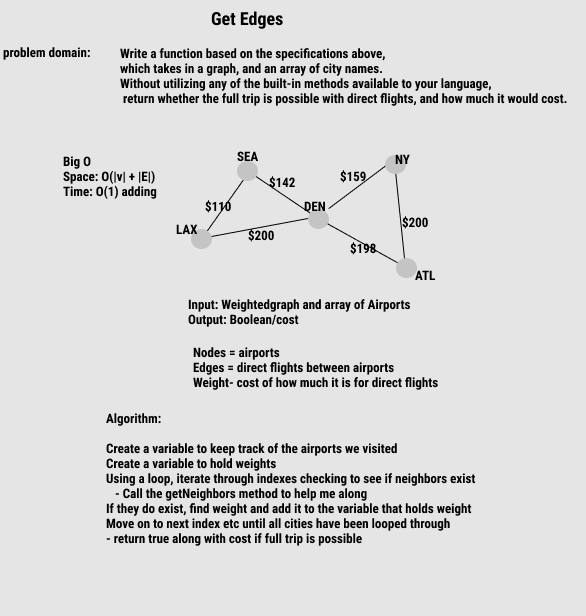 Get Edges
problem domain:
Write a function based on the specifications above,
which takes in a graph, and an array of city names.
Without utilizing any of the built-in methods available to your language,
return whether the full trip is possible with direct flights, and how much it would cost.
Big O
Space: O(|v| + |E|)
Time: O(1) adding
SEA
NY
$142
$159
$110
DEN
LAX
$200
$200
$198
ATL
Input: Weightedgraph and array of Airports
Output: Boolean/cost
Nodes = airports
Edges = direct flights between airports
Weight- cost of how much it is for direct flights
Algorithm:
Create a variable to keep track of the airports we visited
Create a variable to hold weights
Using a loop, iterate through indexes checking to see if neighbors exist
- Call the getNeighbors method to help me along
If they do exist, find weight and add it to the variable that holds weight
Move on to next index etc until all cities have been looped through
- return true along with cost if full trip is possible